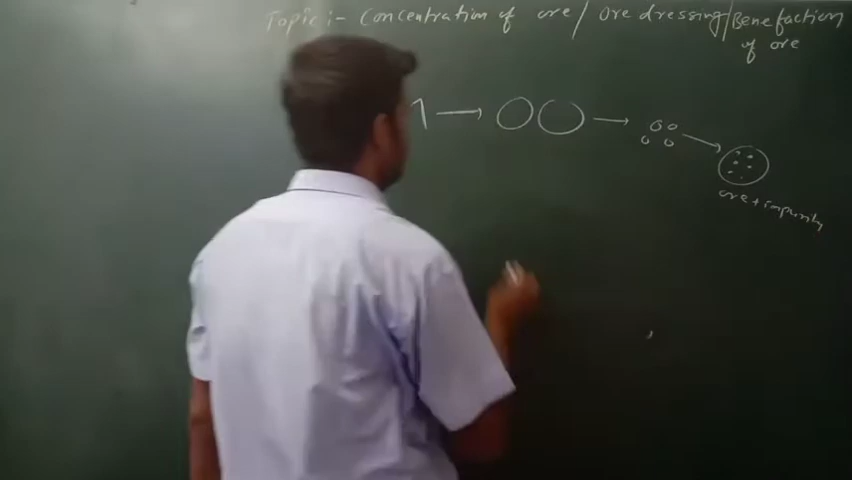 Topic :- Concentration of ore / Ore dressing / Benefaction
of ore
ore + impurity